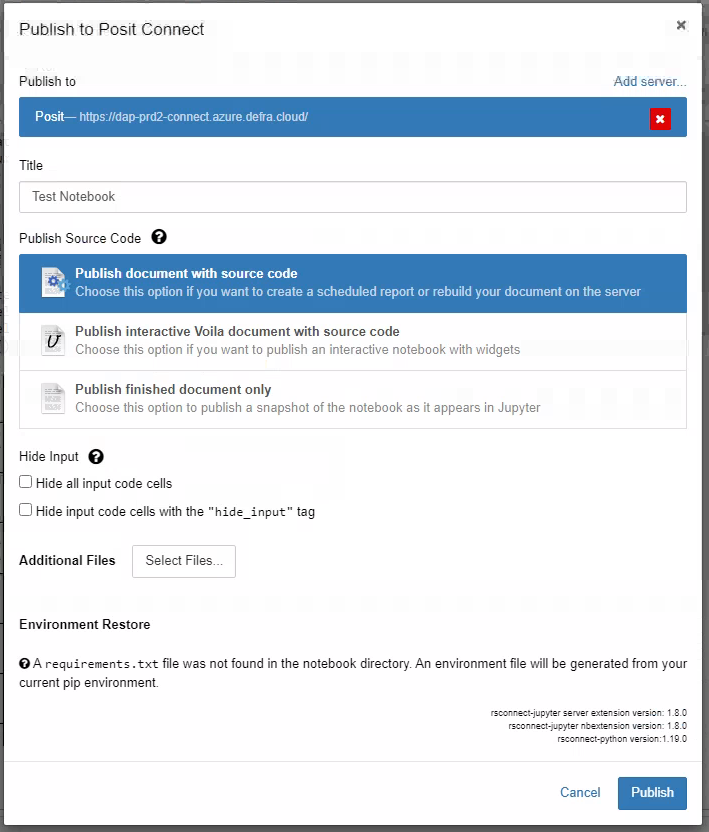 Publish to Posit Connect
Publish to
Add server...
Posit— https://dap-prd2-connect.azure.defra.cloud/
Title
Test Notebook
Publish Source Code
Publish document with source code
Choose this option if you want to create a scheduled report or rebuild your document on the server
Publish interactive Voila document with source code
Choose this option if you want to publish an interactive notebook with widgets
Publish finished document only
Choose this option to publish a snapshot of the notebook as it appears in Jupyter
Hide Input
Hide all input code cells
Hide input code cells with the "hide_input" tag
Additional Files
Select Files...
Environment Restore
A requirements.txt file was not found in the notebook directory. An environment file will be generated from your
current pip environment.
rsconnect-jupyter server extension version: 1.8.0
rsconnect-jupyter nbextension version: 1.8.0
rsconnect-python version:1.19.0
Cancel
Publish